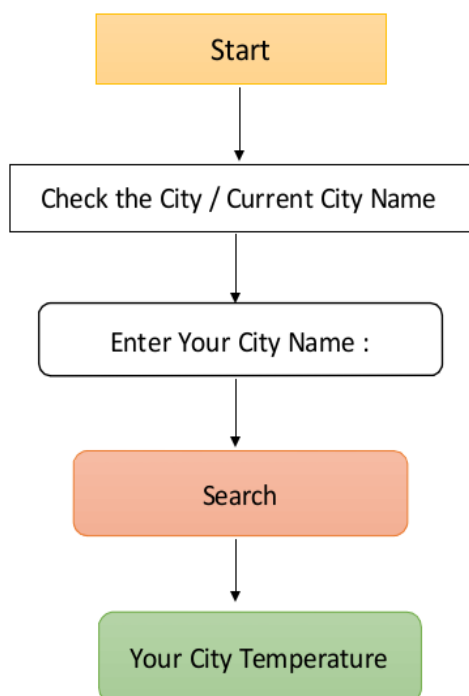 Start
Check the City / Current City Name
Enter Your City Name :
Search
Your City Temperature